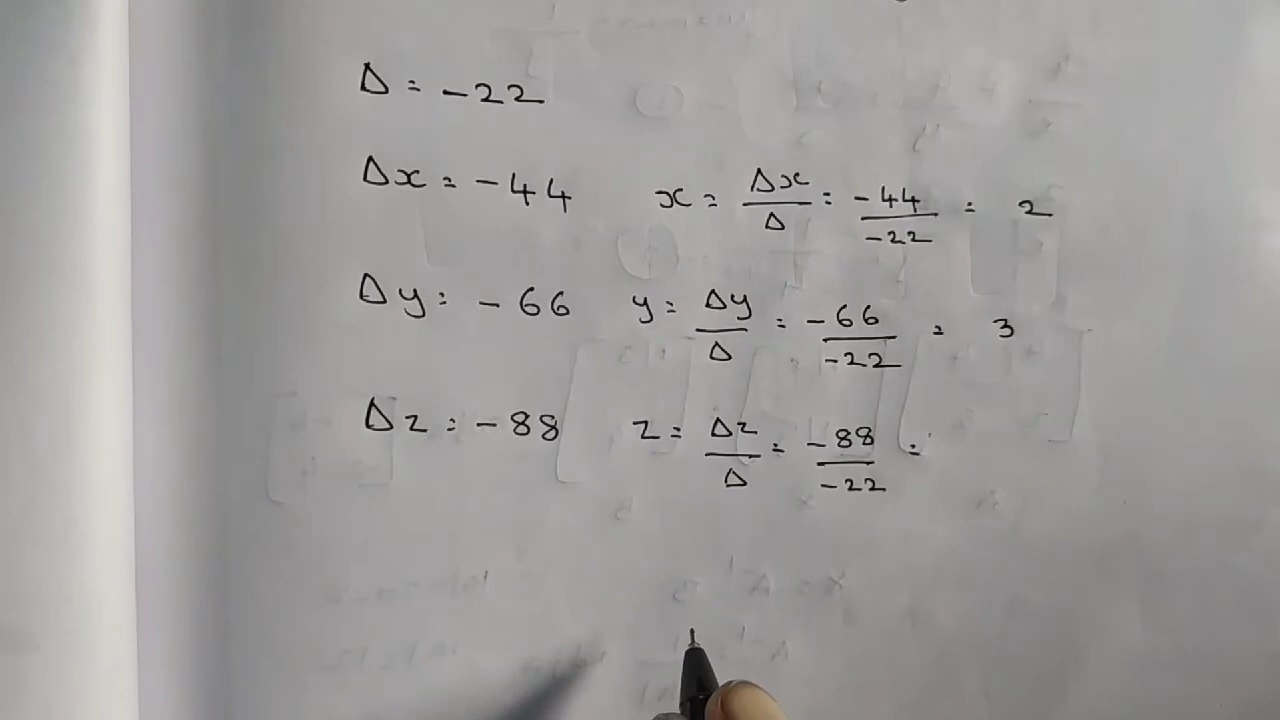 Δ = -22
Δx = -44 x = Δx/Δ = -44/-22 = 2
Δy = -66 y = Δy/Δ = -66/-22 = 3
Δz = -88 z = Δz/Δ = -88/-22 =